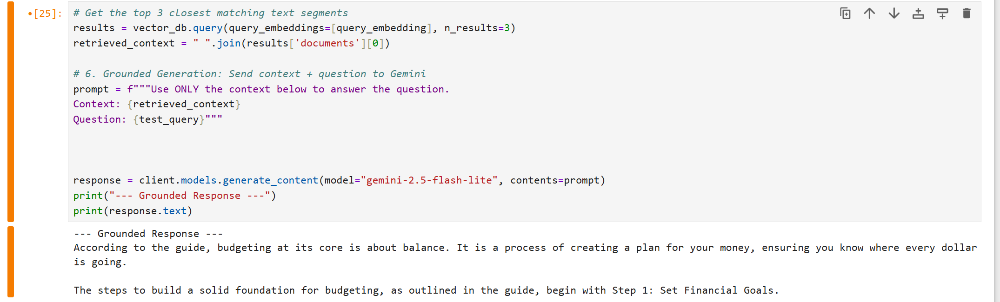 •[25]:
# Get the top 3 closest matching text segments
results = vector_db.query(query_embeddings=[query_embedding], n_results=3)
retrieved_context = " ".join(results['documents'][0])
# 6. Grounded Generation: Send context + question to Gemini
prompt = f"""Use ONLY the context below to answer the question.
Context: {retrieved_context}
Question: {test_query}"""
response = client.models.generate_content(model="gemini-2.5-flash-lite", contents=prompt)
print("--- Grounded Response ---")
print(response.text)
--- Grounded Response ---
According to the guide, budgeting at its core is about balance. It is a process of creating a plan for your money, ensuring you know where every dollar
is going.
The steps to build a solid foundation for budgeting, as outlined in the guide, begin with Step 1: Set Financial Goals.